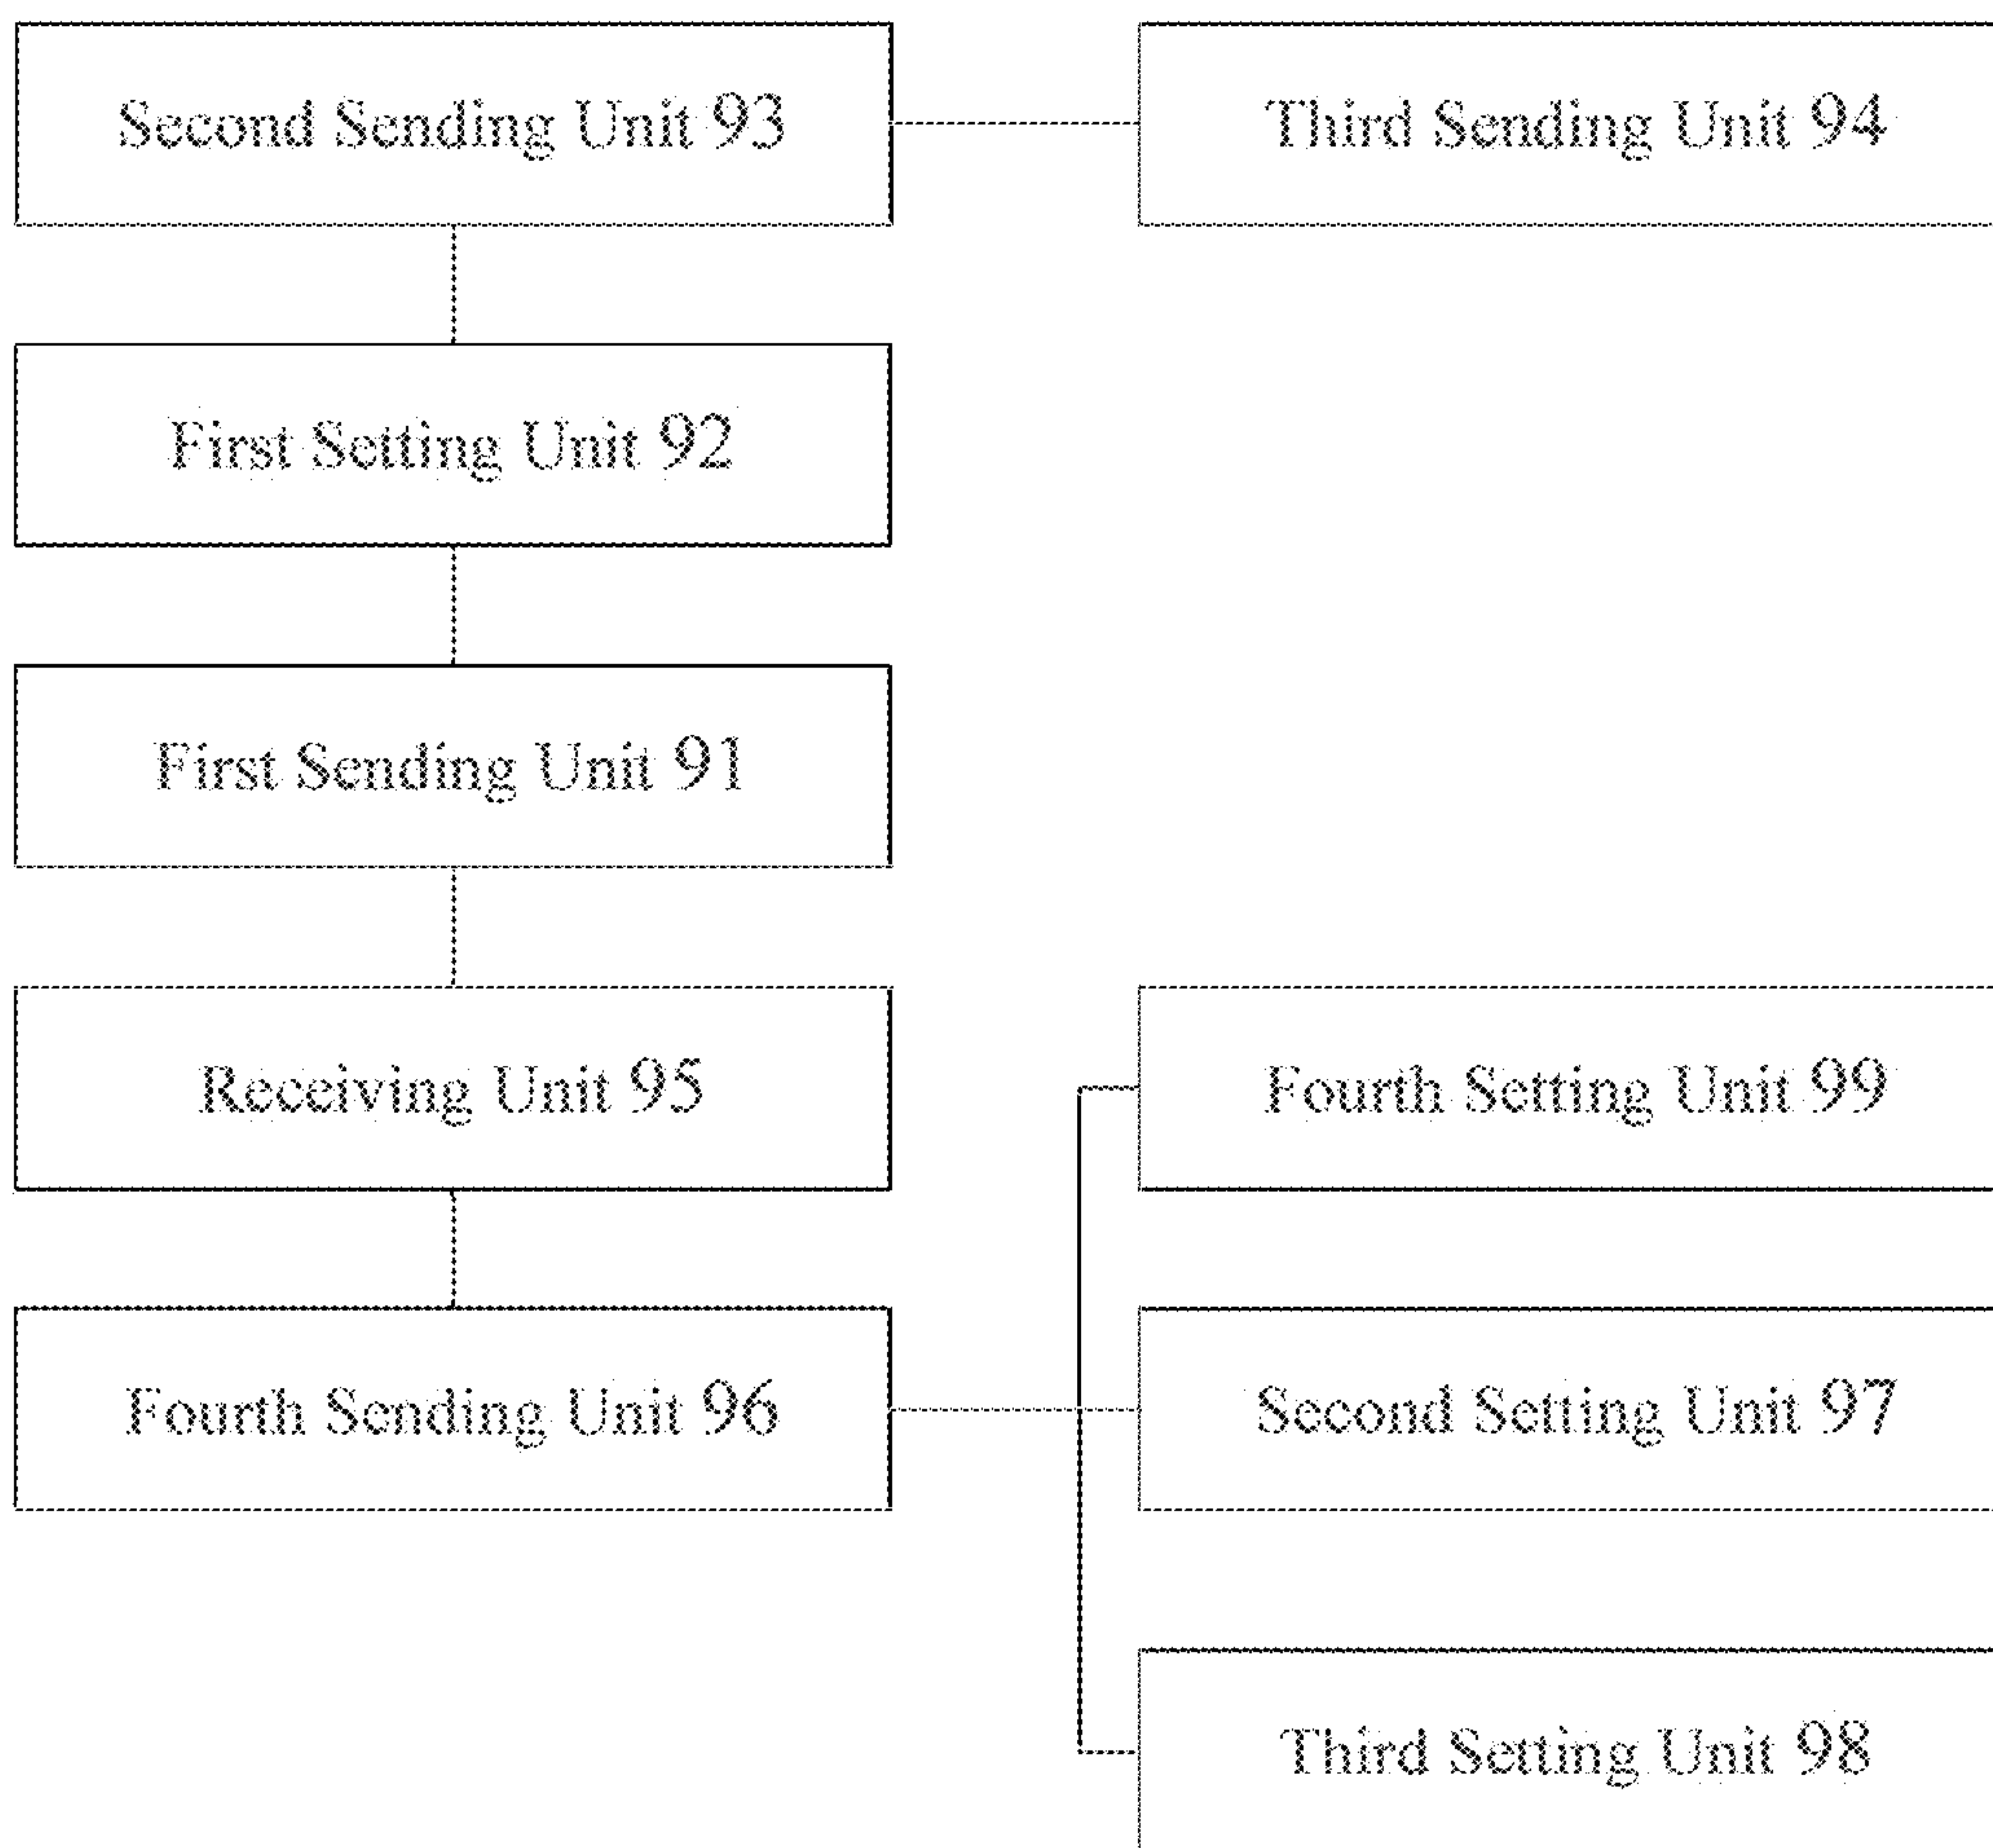 Second Sending Unit 93
Third Sending Unit 94
First Setting Unit 92
First Sending Unit 91
Receiving Unit 95
Fourth Setting Unit 99
Fourth Sending Unit 96
Second Setting Unit 97
Third Setting Unit 98